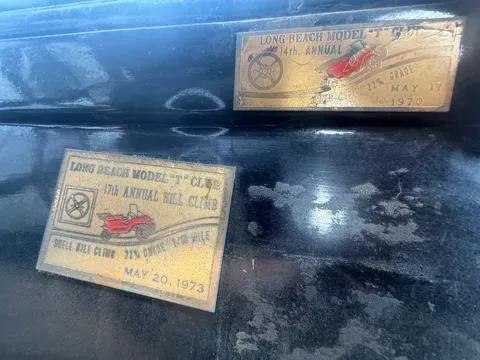 LONG BEACH MODEL "T" CLUB
14th. ANNUAL
22% GRADE
MAY 17
1970
LONG BEACH MODEL "T" CLUB
17th ANNUAL HILL CLIMB
SHELL HILL CLIMB 22% GRADE 1/10 MILE
MAY 20, 1973